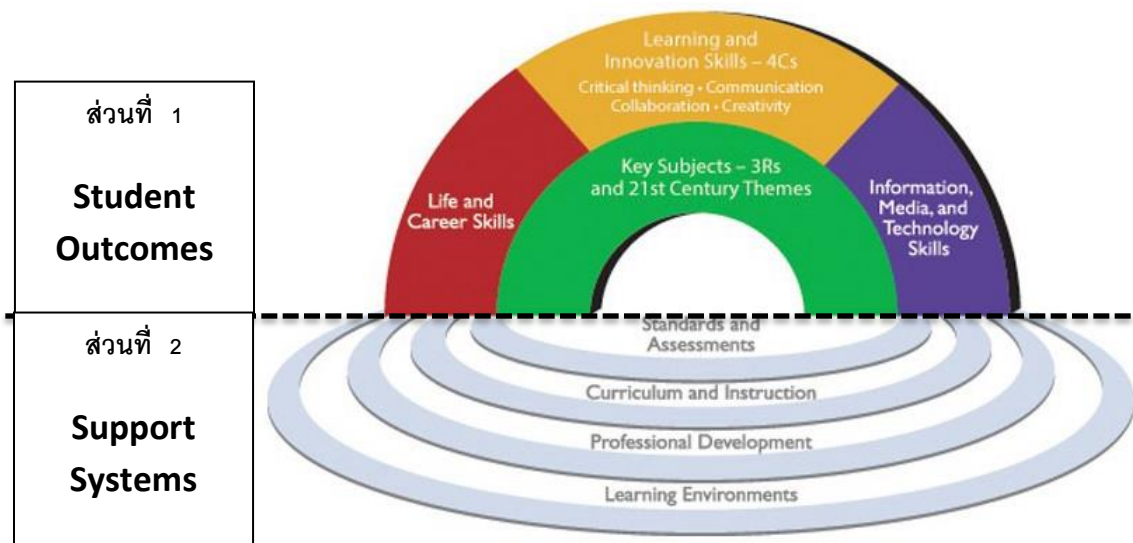 ส่วนที่ 1
Student
Outcomes
Learning and
Innovation Skills – 4Cs
Critical thinking • Communication
Collaboration • Creativity
Key Subjects – 3Rs
and 21st Century Themes
Life and
Career Skills
Information,
Media, and
Technology
Skills
ส่วนที่ 2
Support
Systems
Standards and
Assessments
Curriculum and Instruction
Professional Development
Learning Environments